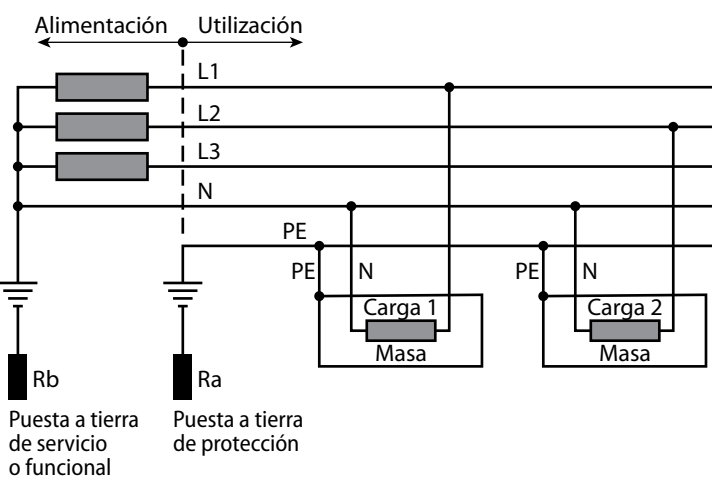 Alimentación Utilización
L1
L2
L3
N
PE
PE N PE N
Carga 1 Carga 2
Masa Masa
Rb Ra
Puesta a tierra Puesta a tierra
de servicio de protección
o funcional